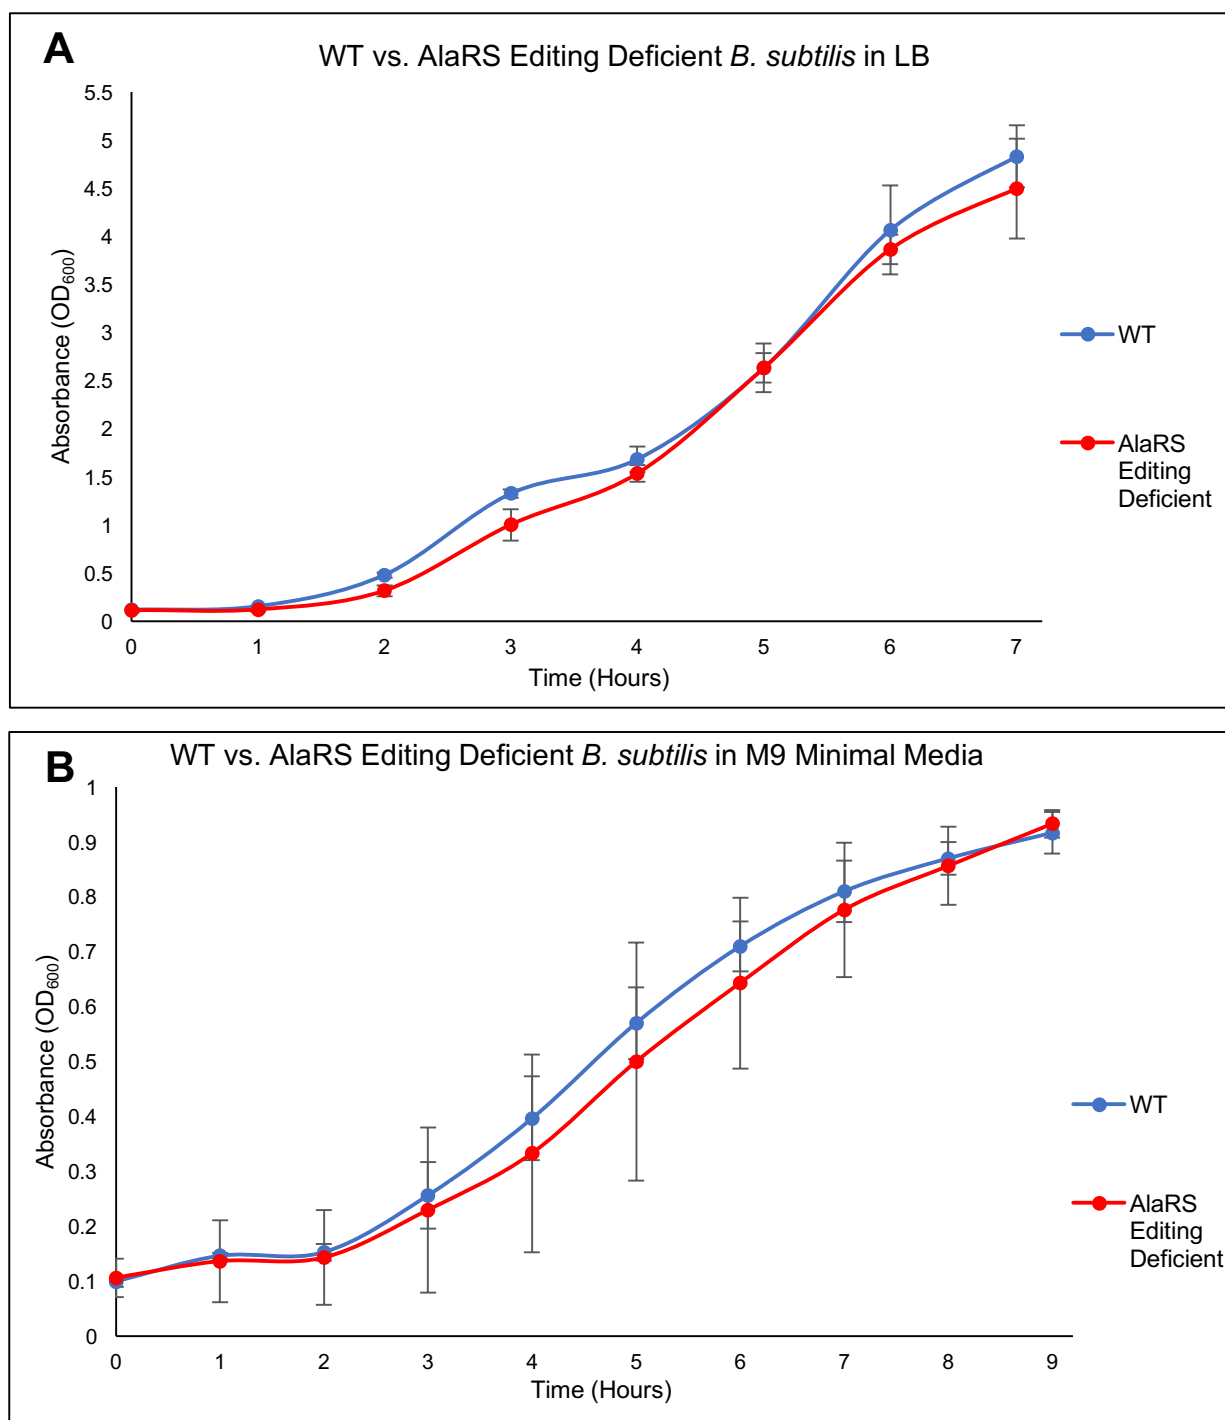 A
WT vs. AlaRS Editing Deficient B. subtilis in LB
5.5
5
4.5
4
3.5
3
2.5
2
1.5
1
0.5
0
Absorbance (OD600)
0 1 2 3 4 5 6 7
Time (Hours)
WT
AlaRS
Editing
Deficient
B
WT vs. AlaRS Editing Deficient B. subtilis in M9 Minimal Media
1
0.9
0.8
0.7
0.6
0.5
0.4
0.3
0.2
0.1
0
Absorbance (OD600)
0 1 2 3 4 5 6 7 8 9
Time (Hours)
WT
AlaRS
Editing
Deficient